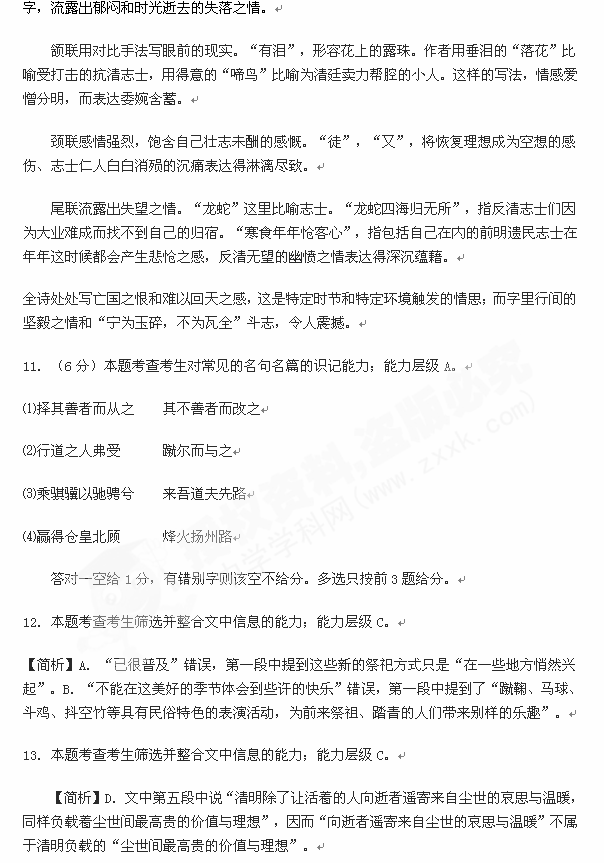 字，流露出郁闷和时光逝去的失落之情。
颔联用对比手法写眼前的现实。“有泪”，形容花上的露珠。作者用垂泪的“落花”比
喻受打击的抗清志士，用得意的“啼鸟”比喻为清廷卖力帮腔的小人。这样的写法，情感爱
憎分明，而表达委婉含蓄。
颈联感情强烈，饱含自己壮志未酬的感慨。“徒”，“又”，将恢复理想成为空想的感
伤、志士仁人白白消殒的沉痛表达得淋漓尽致。
尾联流露出失望之情。“龙蛇”这里比喻志士。“龙蛇四海归无所”，指反清志士们因
为大业难成而找不到自己的归宿。“寒食年年怆客心”，指包括自己在内的前明遗民志士在
年年这时候都会产生悲怆之感，反清无望的幽愤之情表达得深沉蕴藉。
全诗处处写亡国之恨和难以回天之感，这是特定时节和特定环境触发的情思；而字里行间的
坚毅之情和“宁为玉碎，不为瓦全”斗志，令人震撼。
11. （6 分）本题考查考生对常见的名句名篇的识记能力；能力层级 A。
⑴择其善者而从之　　其不善者而改之
⑵行道之人弗受　　蹴尔而与之
⑶乘骐骥以驰骋兮　　来吾道夫先路
⑷赢得仓皇北顾　　烽火扬州路
答对一空给 1 分，有错别字则该空不给分。多选只按前 3 题给分。
12. 本题考查考生筛选并整合文中信息的能力；能力层级 C。
【简析】A. “已很普及”错误，第一段中提到这些新的祭祀方式只是“在一些地方悄然兴
起”。B. “不能在这美好的季节体会到些许的快乐”错误，第一段中提到了“蹴鞠、马球、
斗鸡、抖空竹等具有民俗特色的表演活动，为前来祭祖、踏青的人们带来别样的乐趣”。
13. 本题考查考生筛选并整合文中信息的能力；能力层级 C。
【简析】D. 文中第五段中说“清明除了让活着的人向逝者遥寄来自尘世的哀思与温暖，
同样负载着尘世间最高贵的价值与理想”，因而“向逝者遥寄来自尘世的哀思与温暖”不属
于清明负载的“尘世间最高贵的价值与理想”。